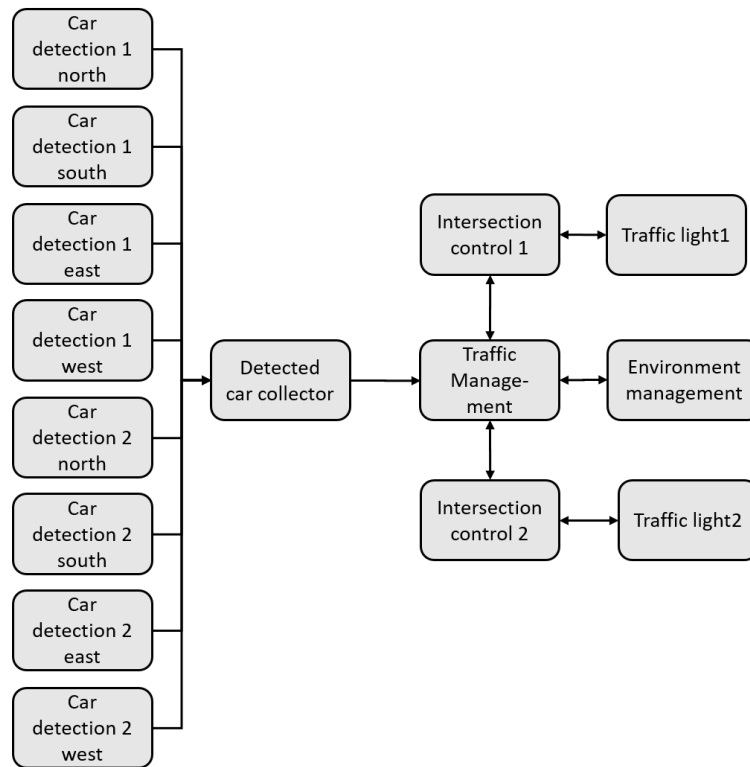 Car
detection 1
north
Car
detection 1
south
Car
detection 1
east
Car
detection 1
west
Car
detection 2
north
Car
detection 2
south
Car
detection 2
east
Car
detection 2
west
Detected
car collector
Intersection
control 1
Traffic light1
Traffic
Manage-
ment
Environment
management
Intersection
control 2
Traffic light2